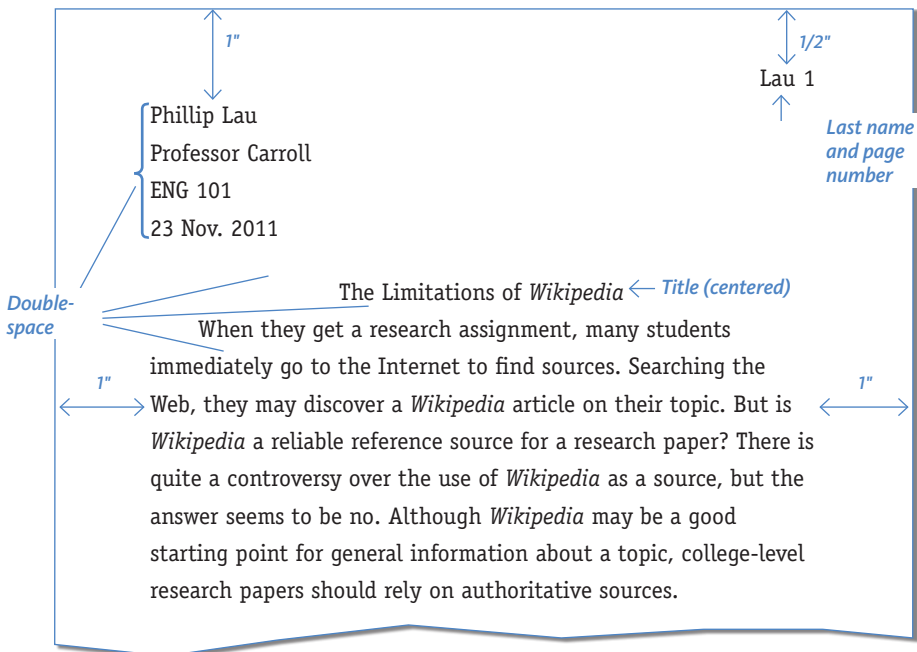 1"
1/2"
Lau 1
Last name
and page
number
Phillip Lau
Professor Carroll
ENG 101
23 Nov. 2011
Double-
space
The Limitations of Wikipedia
Title (centered)
When they get a research assignment, many students
immediately go to the Internet to find sources. Searching the
1"
Web, they may discover a Wikipedia article on their topic. But is
1"
Wikipedia a reliable reference source for a research paper? There is
quite a controversy over the use of Wikipedia as a source, but the
answer seems to be no. Although Wikipedia may be a good
starting point for general information about a topic, college-level
research papers should rely on authoritative sources.